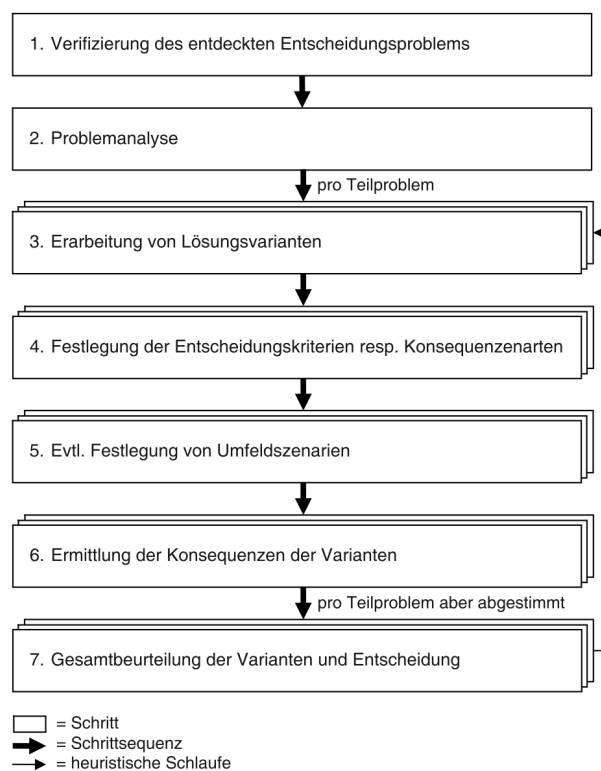 1. Verifizierung des entdeckten Entscheidungsproblems
2. Problemanalyse
pro Teilproblem
3. Erarbeitung von Lösungsvarianten
4. Festlegung der Entscheidungskriterien resp. Konsequenzenarten
5. Evtl. Festlegung von Umfeldszenarien
6. Ermittlung der Konsequenzen der Varianten
pro Teilproblem aber abgestimmt
7. Gesamtbeurteilung der Varianten und Entscheidung
= Schritt
= Schrittsequenz
= heuristische Schlaufe